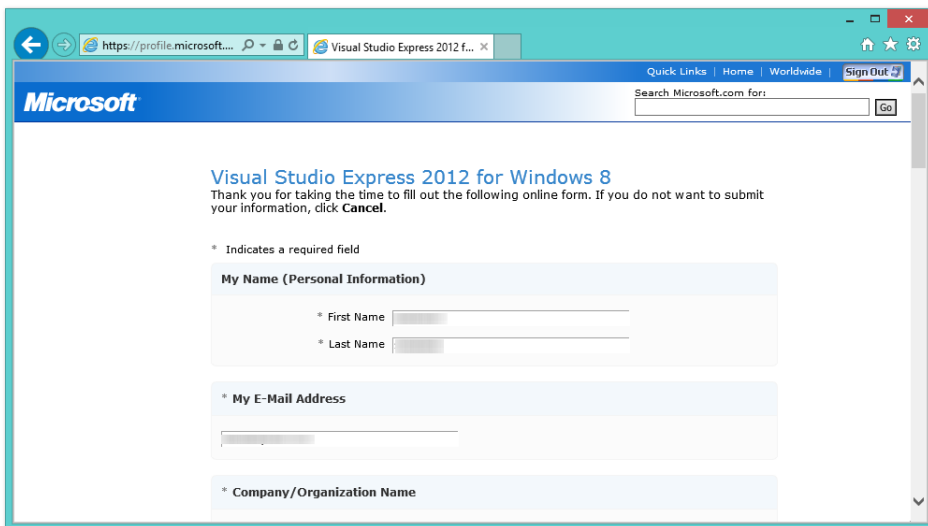 https://profile.microsoft....
Visual Studio Express 2012 f...
Quick Links | Home | Worldwide |
Sign Out
Microsoft
Search Microsoft.com for:
Go
Visual Studio Express 2012 for Windows 8
Thank you for taking the time to fill out the following online form. If you do not want to submit
your information, click Cancel.
* Indicates a required field
My Name (Personal Information)
* First Name
* Last Name
* My E-Mail Address
* Company/Organization Name